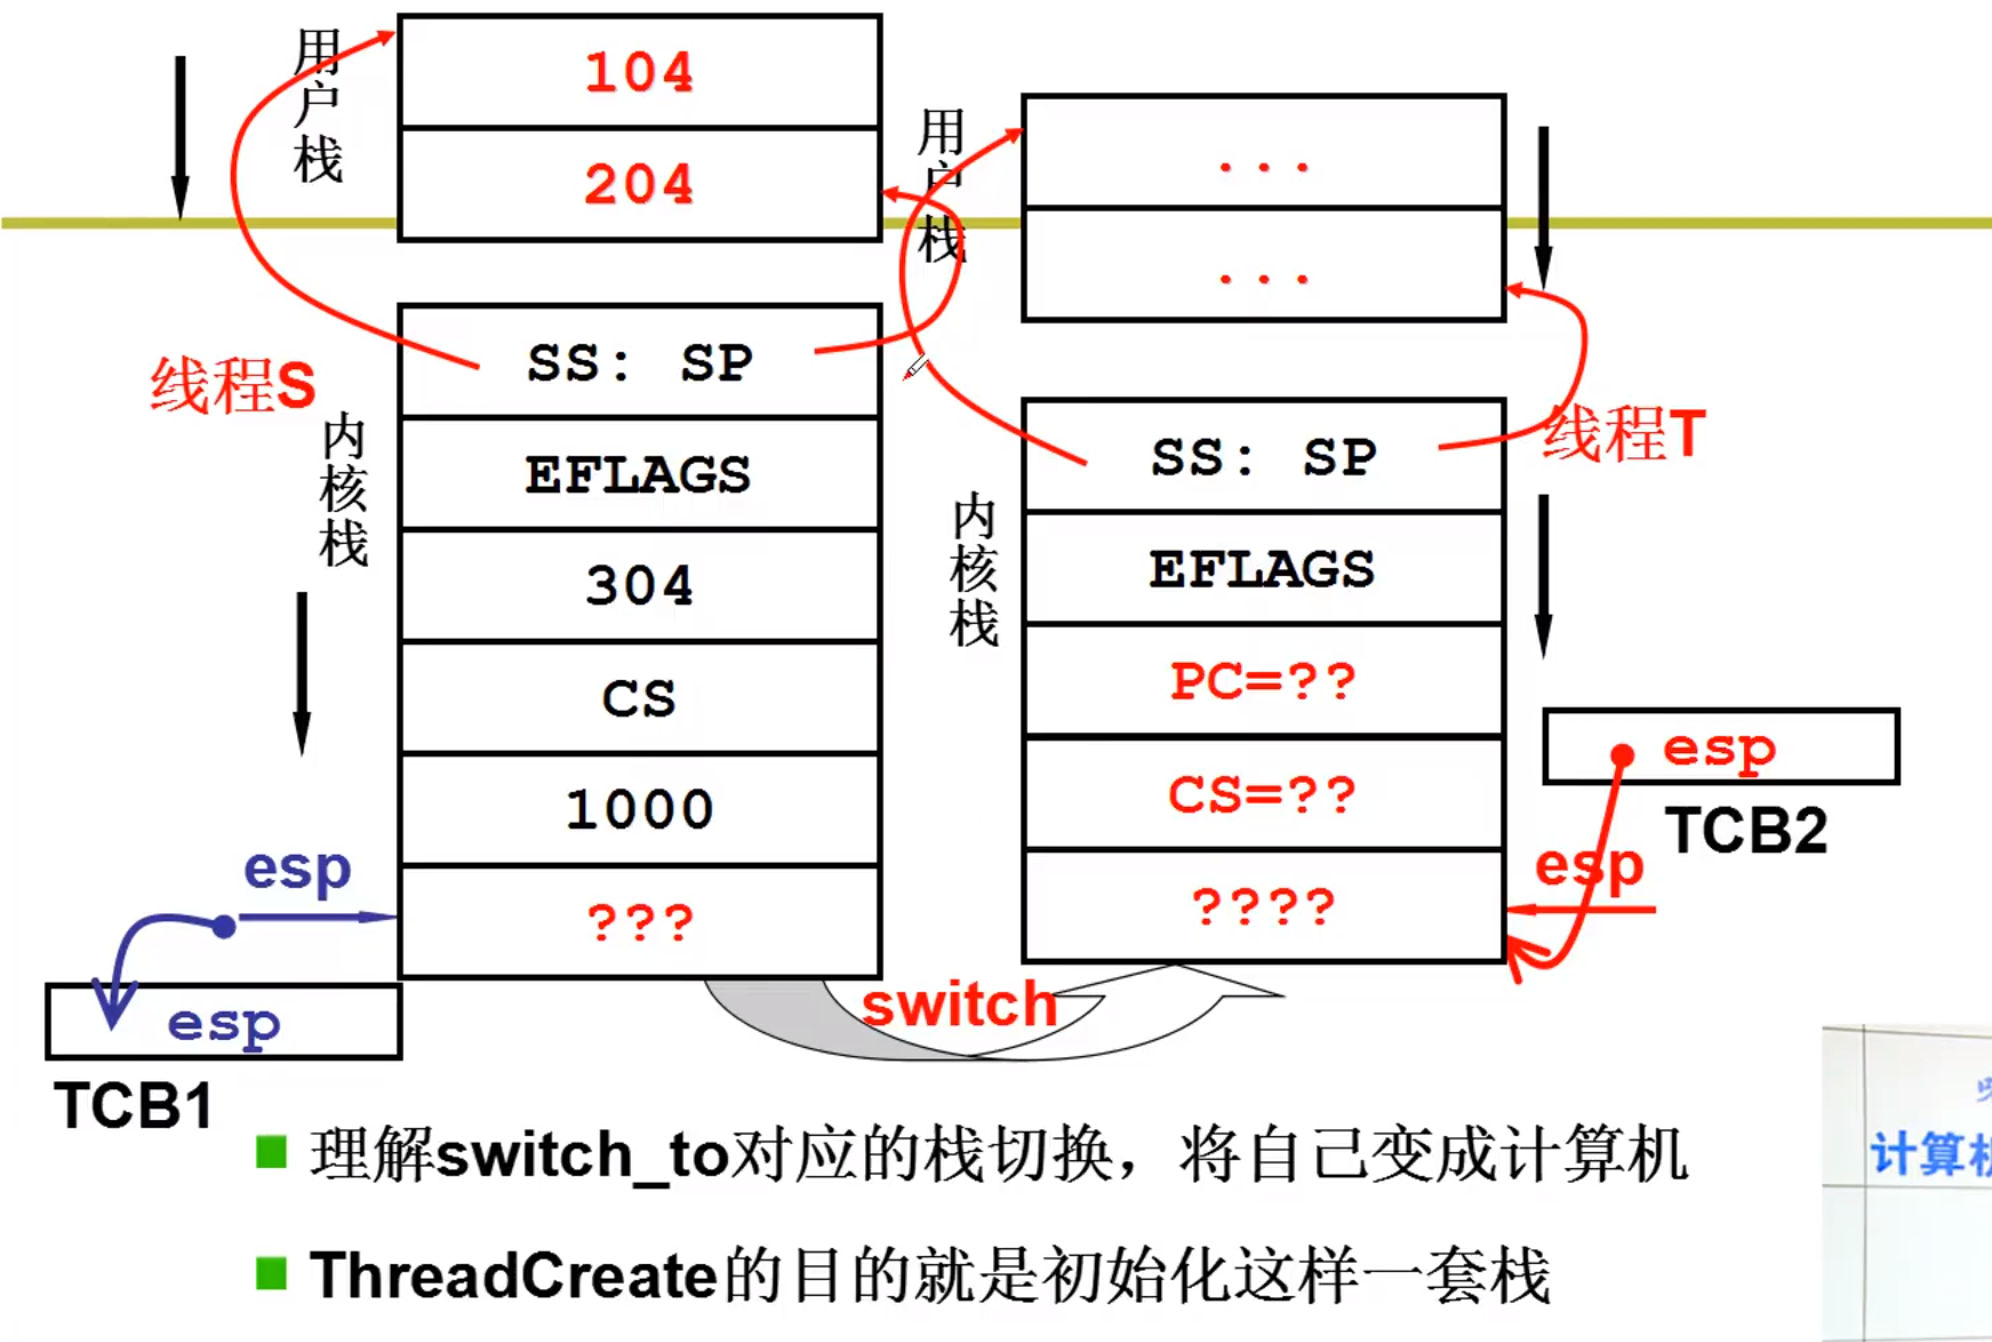 用户栈
104
204
用户栈
...
...
线程S
内核栈
SS: SP
EFLAGS
304
CS
1000
???
esp
esp
TCB1
线程T
内核栈
SS: SP
EFLAGS
PC=??
CS=??
????
esp
esp
TCB2
switch
理解switch_to对应的栈切换，将自己变成计算机
ThreadCreate的目的就是初始化这样一套栈
计算机